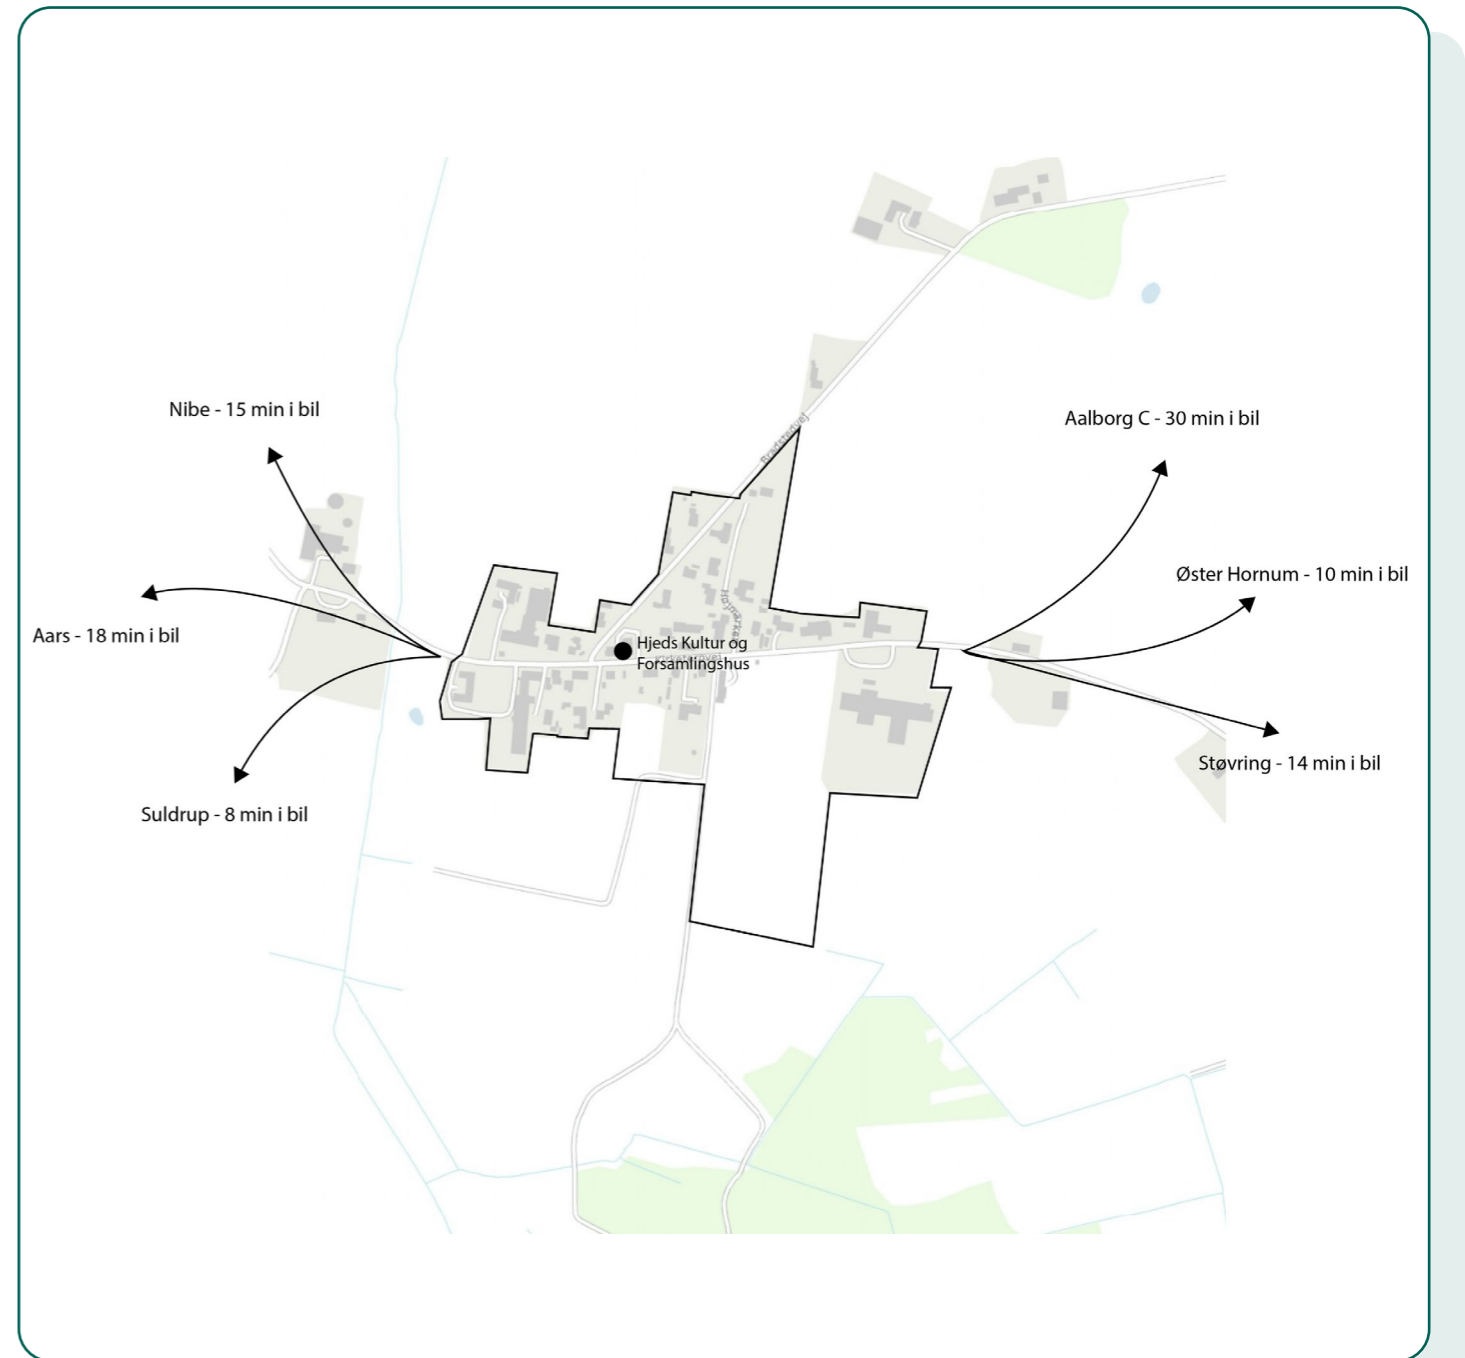 Nibe - 15 min i bil
Aalborg C - 30 min i bil
Øster Hornum - 10 min i bil
Aars - 18 min i bil
Hjeds Kultur og
Forsamlingshus
Støvring - 14 min i bil
Suldrup - 8 min i bil